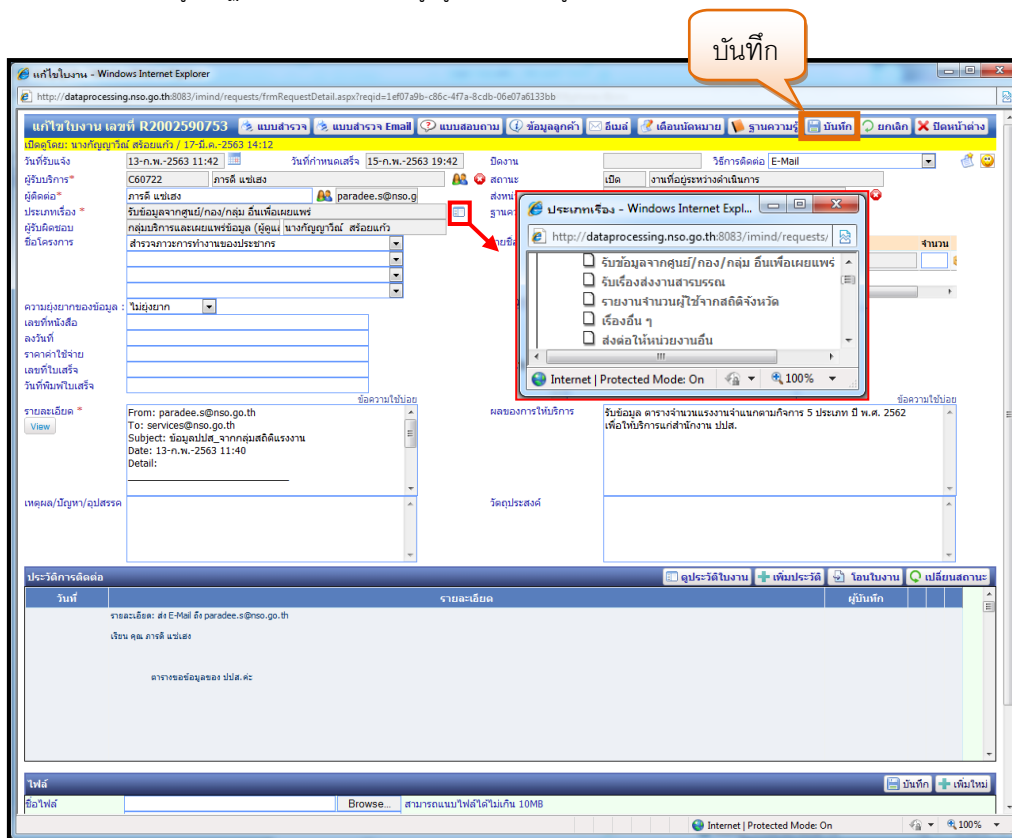 บันทึก
แก้ไขใบงาน - Windows Internet Explorer
http://dataprocessing.nso.go.th:8083/imind/requests/frmRequestDetail.aspx?reqid=1ef07a9b-c86c-4f7a-8cdb-06e07a6133bb
แก้ไขใบงาน เลขที่ R2002590753 แบบสำรวจ แบบสำรวจ Email แบบสอบถาม ข้อมูลลูกค้า อีเมล์ เตือนนัดหมาย ฐานความรู้ บันทึก ยกเลิก ปิดหน้าต่าง
เปิดดูโดย: นางกัญญาวีณ์ สร้อยแก้ว / 17-มี.ค.-2563 14:12
วันที่รับแจ้ง 13-ก.พ.-2563 11:42 วันที่กำหนดเสร็จ 15-ก.พ.-2563 19:42 ปิดงาน วิธีการติดต่อ E-Mail
ผู้รับบริการ* C60722 ภารดี แซ่เฮง สถานะ เปิด งานที่อยู่ระหว่างดำเนินการ
ผู้ติดต่อ* ภารดี แซ่เฮง paradee.s@nso.g
ประเภทเรื่อง * รับข้อมูลจากศูนย์/กอง/กลุ่ม อื่นเพื่อเผยแพร่
ผู้รับผิดชอบ กลุ่มบริการและเผยแพร่ข้อมูล (ผู้ดูแ นางกัญญาวีณ์ สร้อยแก้ว
ชื่อโครงการ สำรวจภาวะการทำงานของประชากร จำนวน
ประเภทเรื่อง - Windows Internet Expl...
http://dataprocessing.nso.go.th:8083/imind/requests/
รับข้อมูลจากศูนย์/กอง/กลุ่ม อื่นเพื่อเผยแพร่
รับเรื่องส่งงานสารบรรณ
รายงานจำนวนผู้ใช้จากสถิติจังหวัด
เรื่องอื่น ๆ
ส่งต่อให้หน่วยงานอื่น
Internet | Protected Mode: On 100%
ความยุ่งยากของข้อมูล : ไม่ยุ่งยาก
เลขที่หนังสือ
ลงวันที่
ราคาค่าใช้จ่าย
เลขที่ใบเสร็จ
วันที่พิมพ์ใบเสร็จ
ข้อความใช้บ่อย ข้อความใช้บ่อย
รายละเอียด * From: paradee.s@nso.go.th ผลของการให้บริการ รับข้อมูล ตารางจำนวนแรงงานจำแนกตามกิจการ 5 ประเภท ปี พ.ศ. 2562
View To: services@nso.go.th เพื่อให้บริการแก่สำนักงาน ปปส.
Subject: ข้อมูลปปส_จากกลุ่มสถิติแรงงาน
Date: 13-ก.พ.-2563 11:40
Detail:
เหตุผล/ปัญหา/อุปสรรค วัตถุประสงค์
ประวัติการติดต่อ ดูประวัติใบงาน เพิ่มประวัติ โอนใบงาน เปลี่ยนสถานะ
วันที่ รายละเอียด ผู้บันทึก
รายละเอียด: ส่ง E-Mail ถึง paradee.s@nso.go.th
เรียน คุณ ภารดี แซ่เฮง
ตารางขอข้อมูลของ ปปส.ค่ะ
ไฟล์ บันทึก เพิ่มใหม่
ชื่อไฟล์ Browse... สามารถแนบไฟล์ได้ไม่เกิน 10MB
Internet | Protected Mode: On 100%